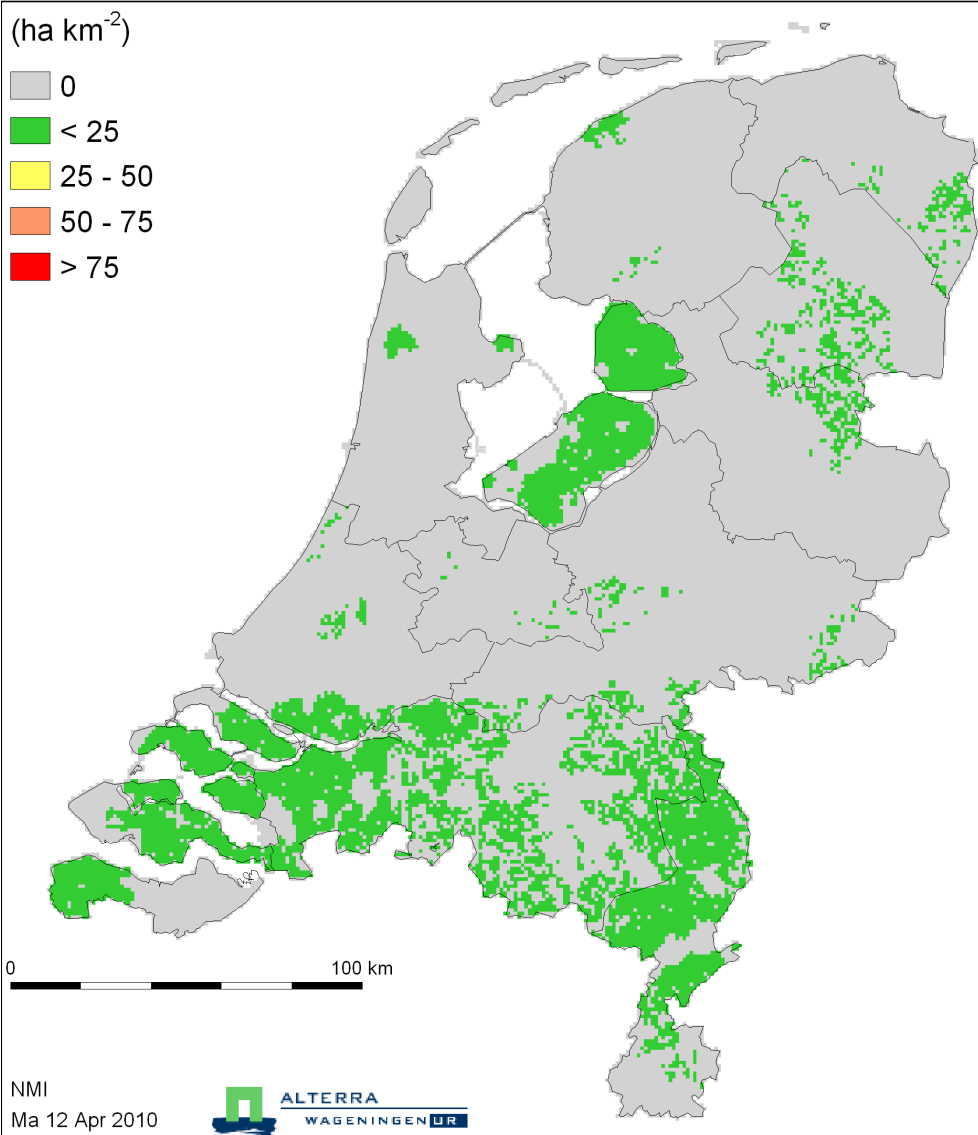 (ha km-2)
0
< 25
25 - 50
50 - 75
> 75
0 100 km
NMI
Ma 12 Apr 2010
ALTERRA
WAGENINGEN UR